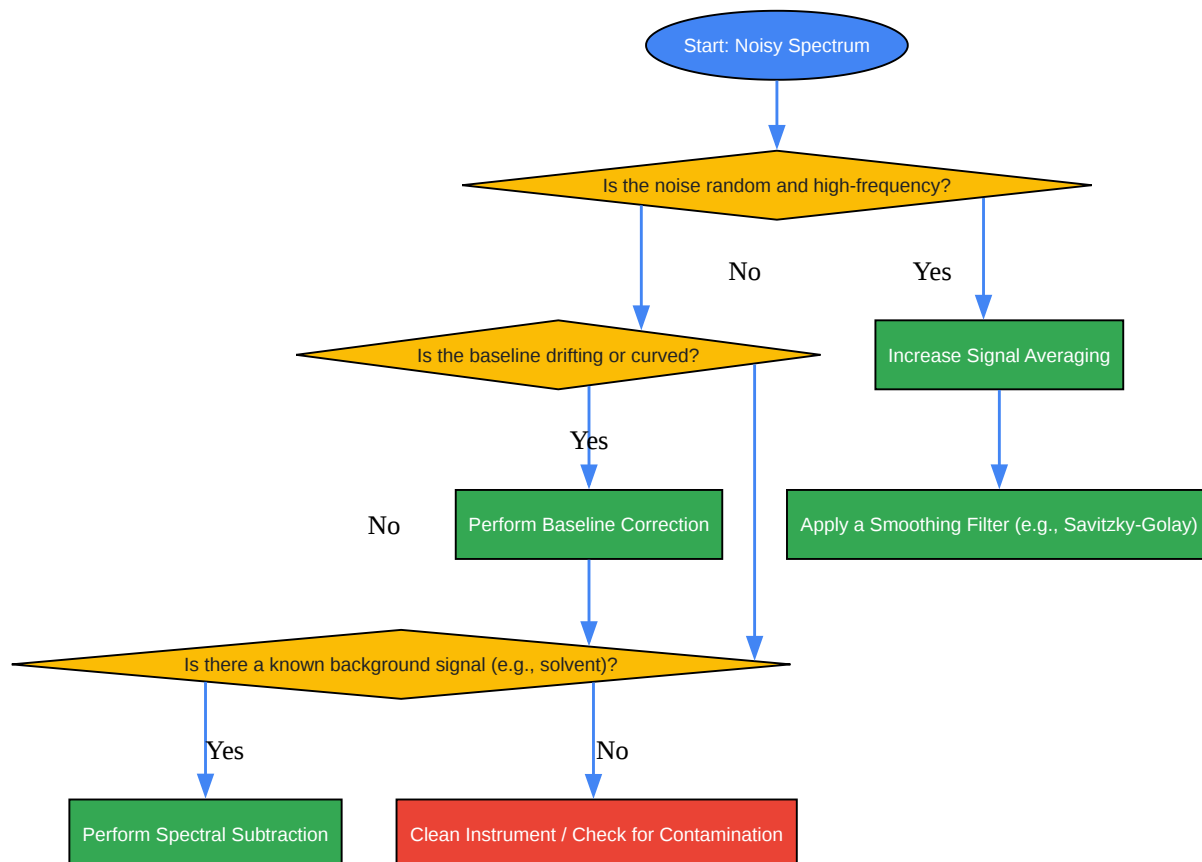 Start: Noisy Spectrum
Is the noise random and high-frequency?
No
Yes
Is the baseline drifting or curved?
Increase Signal Averaging
Yes
No
Perform Baseline Correction
Apply a Smoothing Filter (e.g., Savitzky-Golay)
Is there a known background signal (e.g., solvent)?
Yes
No
Perform Spectral Subtraction
Clean Instrument / Check for Contamination